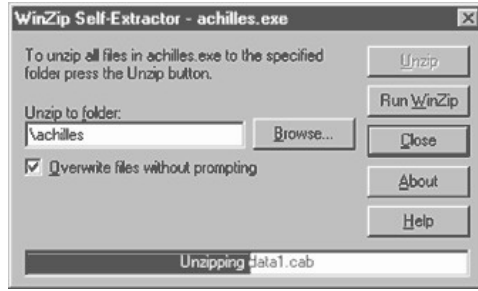 WinZip Self-Extractor - achilles.exe
To unzip all files in achilles.exe to the specified
folder press the Unzip button.
Unzip to folder:
\achilles
Browse...
Overwrite files without prompting
Unzip
Run WinZip
Close
About
Help
Unzipping data1.cab